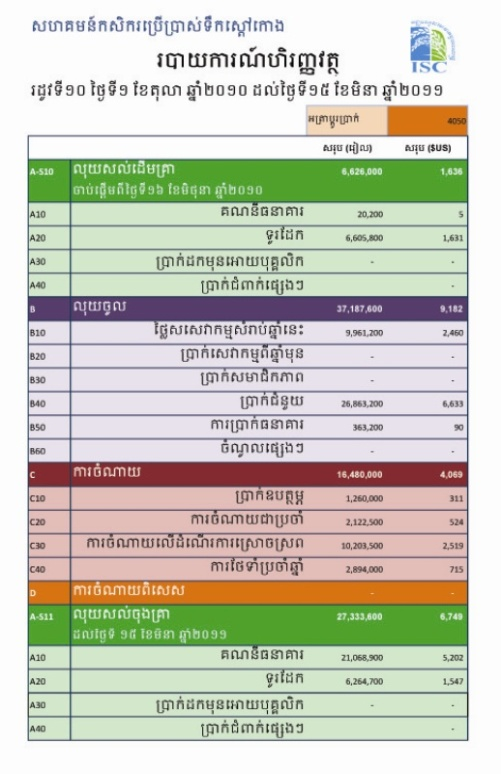 សហគមន៍កសិករប្រើប្រាស់ទឹកស្តៅកោង
ISC
របាយការណ៍ហិរញ្ញវត្ថុ
រដូវទី១០ ថ្ងៃទី១ ខែតុលា ឆ្នាំ២០១០ ដល់ថ្ងៃទី១៥ ខែមិនា ឆ្នាំ២០១១
អត្រាប្តូរប្រាក់ 4050
សរុប (រៀល) សរុប ($US)
A-S10 លុយសល់ដើមគ្រា 6,626,000 1,636
ចាប់ផ្តើមពីថ្ងៃទី១៦ ខែមិថុនា ឆ្នាំ២០១០
A10 គណនីធនាគារ 20,200 5
A20 ទូរដែក 6,605,800 1,631
A30 ប្រាក់ដកមុនអោយបុគ្គលិក - -
A40 ប្រាក់ជំពាក់ផ្សេងៗ - -
B លុយចូល 37,187,600 9,182
B10 ថ្លៃសេវាកម្មសំរាប់ឆ្នាំនេះ 9,961,200 2,460
B20 ប្រាក់សេវាកម្មពីឆ្នាំមុន - -
B30 ប្រាក់សមាជិកភាព - -
B40 ប្រាក់ជំនួយ 26,863,200 6,633
B50 ការប្រាក់ធនាគារ 363,200 90
B60 ចំណូលផ្សេងៗ - -
C ការចំណាយ 16,480,000 4,069
C10 ប្រាក់ឧបត្ថម្ភ 1,260,000 311
C20 ការចំណាយជាប្រចាំ 2,122,500 524
C30 ការចំណាយលើដំណើរការស្រោចស្រព 10,203,500 2,519
C40 ការថែទាំប្រចាំឆ្នាំ 2,894,000 715
D ការចំណាយពិសេស - -
A-S11 លុយសល់ចុងគ្រា 27,333,600 6,749
ដលថ្ងៃទី ១៥ ខែមិនា ឆ្នាំ២០១១
A10 គណនីធនាគារ 21,068,900 5,202
A20 ទូរដែក 6,264,700 1,547
A30 ប្រាក់ដកមុនអោយបុគ្គលិក - -
A40 ប្រាក់ជំពាក់ផ្សេងៗ - -